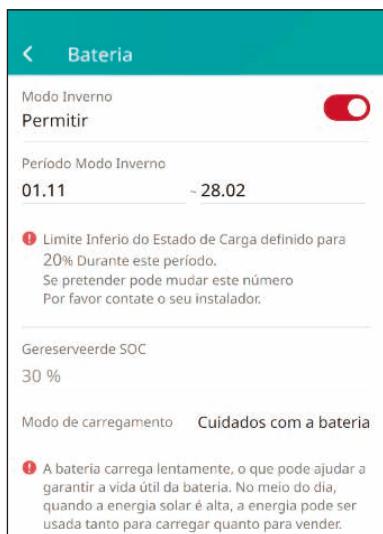 Bateria
Modo Inverno
Permitir
Período Modo Inverno
01.11 ~ 28.02
Limite Inferio do Estado de Carga definido para
20% Durante este período.
Se pretender pode mudar este número
Por favor contate o seu instalador.
Gereserveerde SOC
30 %
Modo de carregamento Cuidados com a bateria
A bateria carrega lentamente, o que pode ajudar a
garantir a vida útil da bateria. No meio do dia,
quando a energia solar é alta, a energia pode ser
usada tanto para carregar quanto para vender.